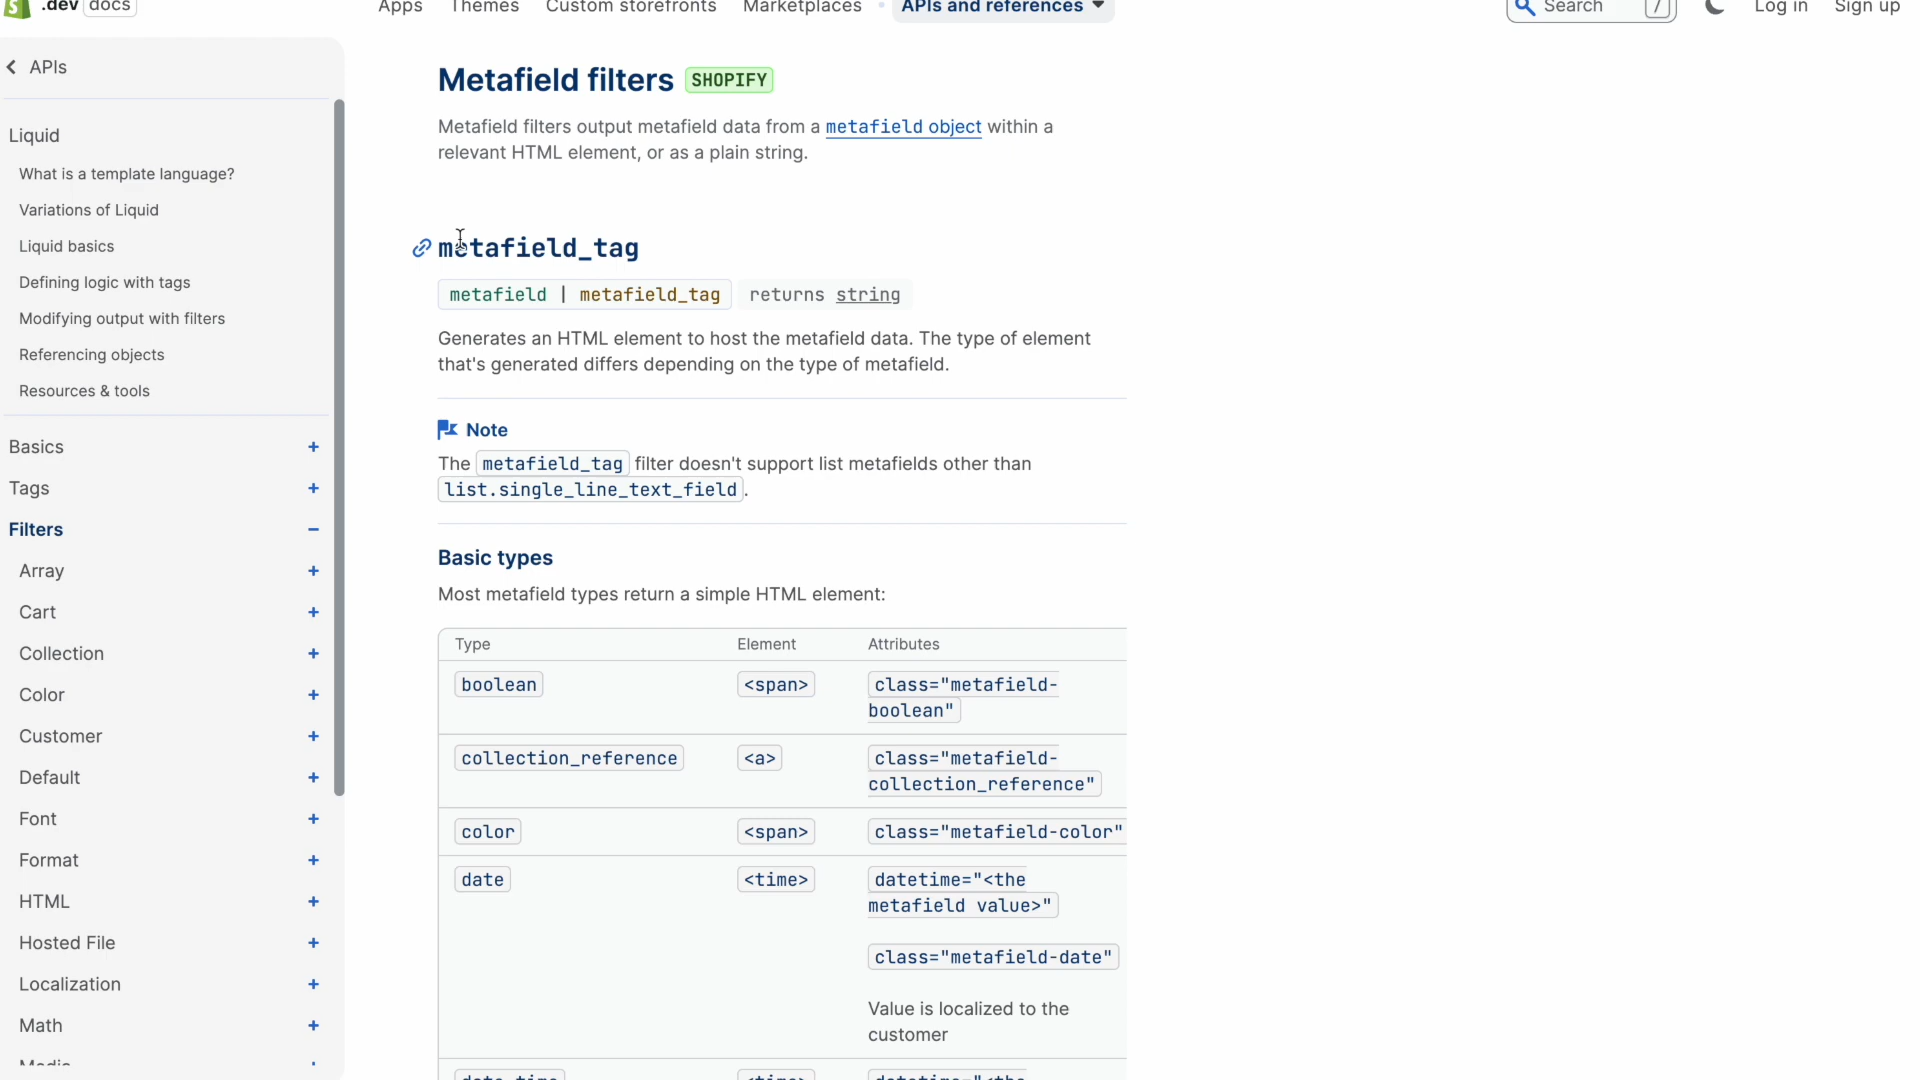 .dev docs
Apps Themes Custom storefronts Marketplaces APIs and references Search / Log in Sign up
APIs
Liquid
What is a template language?
Variations of Liquid
Liquid basics
Defining logic with tags
Modifying output with filters
Referencing objects
Resources & tools
Basics +
Tags +
Filters −
Array +
Cart +
Collection +
Color +
Customer +
Default +
Font +
Format +
HTML +
Hosted File +
Localization +
Math +
Media +
Metafield filters SHOPIFY
Metafield filters output metafield data from a metafield object within a
relevant HTML element, or as a plain string.
metafield_tag
metafield | metafield_tag returns string
Generates an HTML element to host the metafield data. The type of element
that's generated differs depending on the type of metafield.
Note
The metafield_tag filter doesn't support list metafields other than
list.single_line_text_field.
Basic types
Most metafield types return a simple HTML element:
Type Element Attributes
boolean <span> class="metafield-
boolean"
collection_reference <a> class="metafield-
collection_reference"
color <span> class="metafield-color"
date <time> datetime="<the
metafield value>"
class="metafield-date"
Value is localized to the
customer
date_time <time> datetime="<the